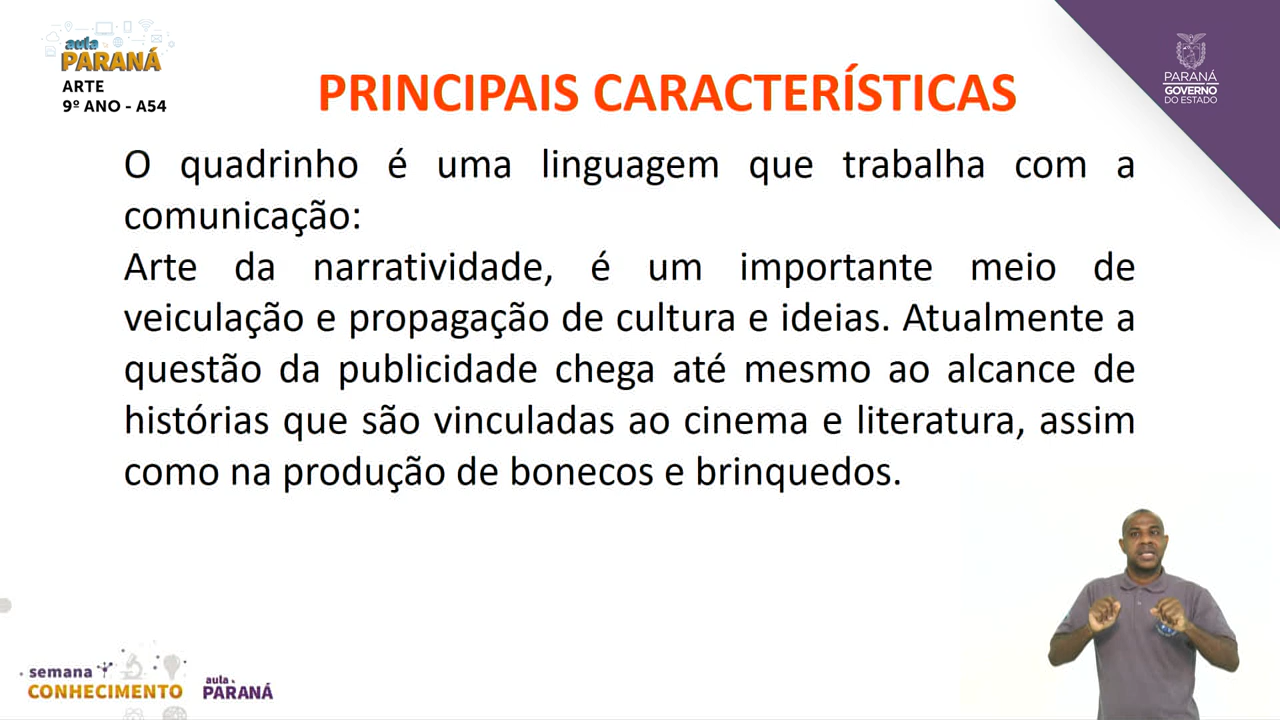 aula
PARANÁ
ARTE
9º ANO - A54
PRINCIPAIS CARACTERÍSTICAS
PARANÁ
GOVERNO
DO ESTADO
O quadrinho é uma linguagem que trabalha com a
comunicação:
Arte da narratividade, é um importante meio de
veiculação e propagação de cultura e ideias. Atualmente a
questão da publicidade chega até mesmo ao alcance de
histórias que são vinculadas ao cinema e literatura, assim
como na produção de bonecos e brinquedos.
semana
CONHECIMENTO
aula
PARANÁ